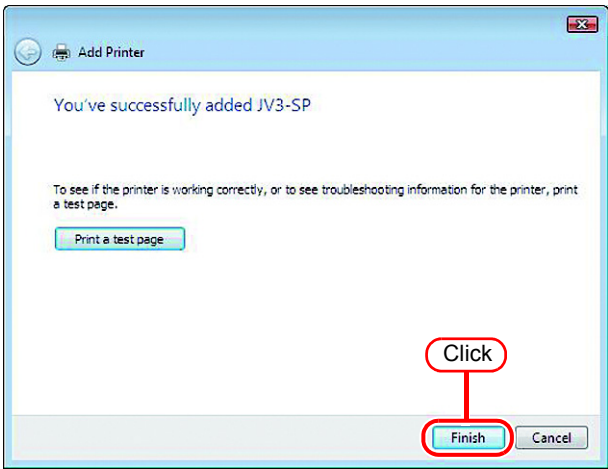 Add Printer
You've successfully added JV3-SP
To see if the printer is working correctly, or to see troubleshooting information for the printer, print
a test page.
Print a test page
Click
Finish
Cancel